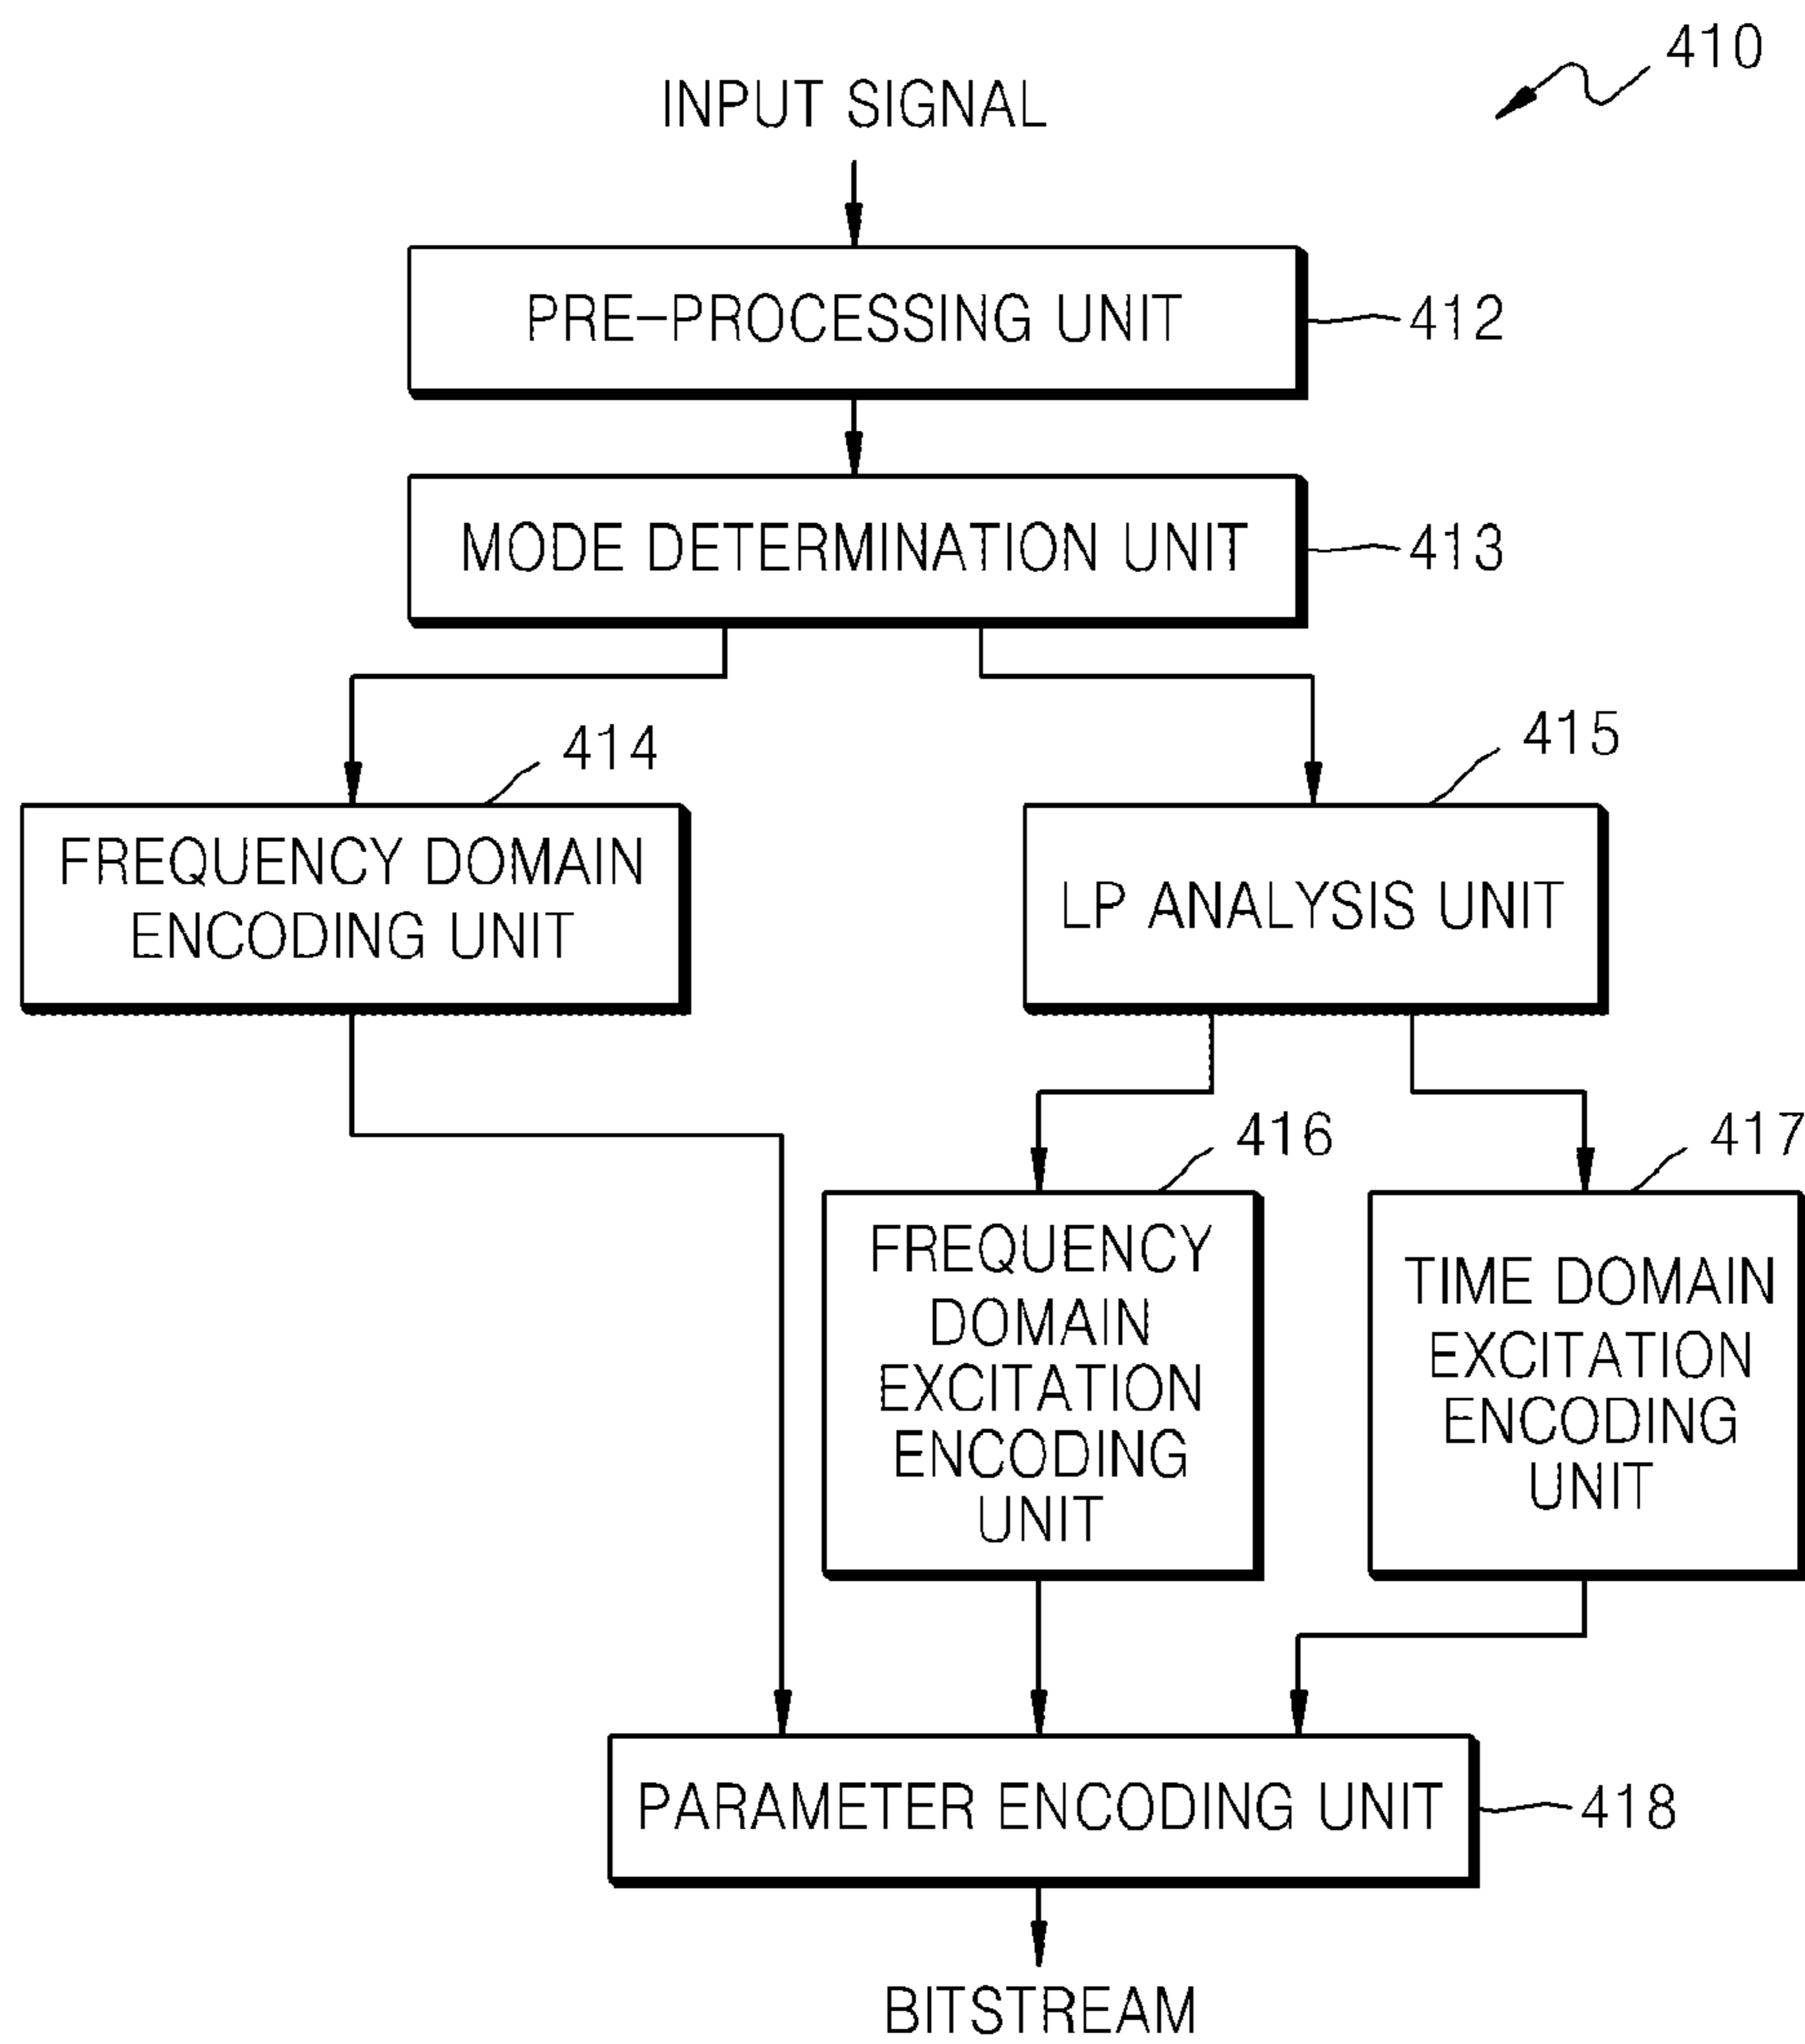 410
INPUT SIGNAL
PRE-PROCESSING UNIT
412
MODE DETERMINATION UNIT
413
414
415
FREQUENCY DOMAIN
ENCODING UNIT
LP ANALYSIS UNIT
416
417
FREQUENCY
DOMAIN
EXCITATION
ENCODING
UNIT
TIME DOMAIN
EXCITATION
ENCODING
UNIT
PARAMETER ENCODING UNIT
418
BITSTREAM